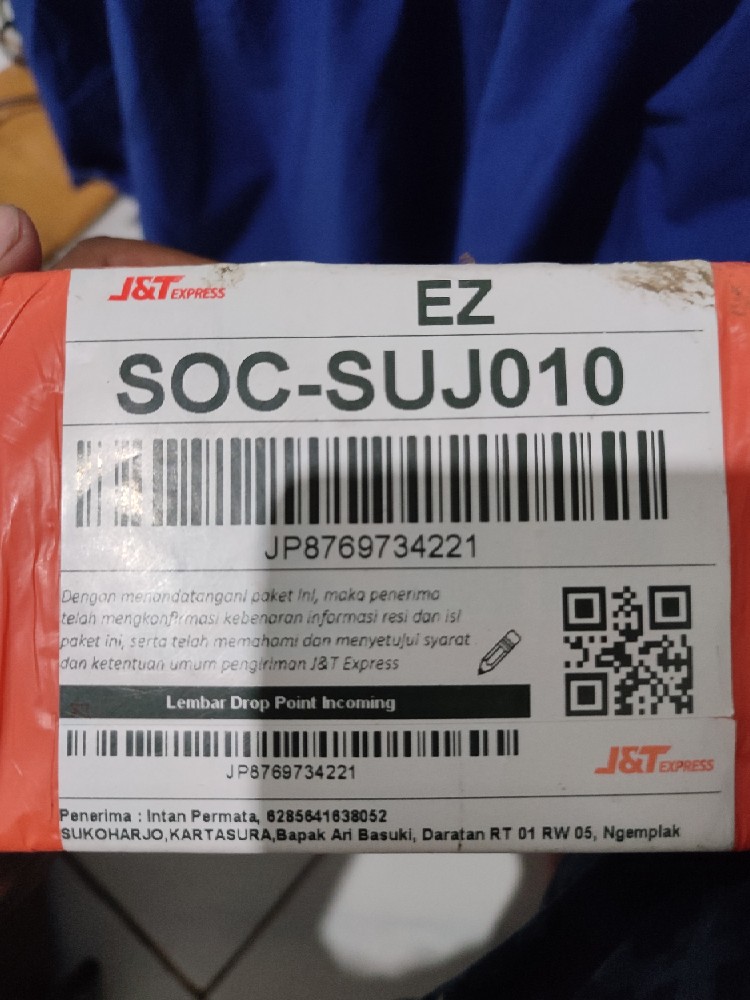 J&T EXPRESS
EZ
SOC-SUJ010
JP8769734221
Dengan menandatangani paket ini, maka penerima
telah mengkonfirmasi kebenaran informasi resi dan isi
paket ini, serta telah memahami dan menyetujui syarat
dan ketentuan umum pengiriman J&T Express
Lembar Drop Point Incoming
JP8769734221
J&T EXPRESS
Penerima : Intan Permata, 6285641638052
SUKOHARJO,KARTASURA,Bapak Ari Basuki, Daratan RT 01 RW 05, Ngemplak